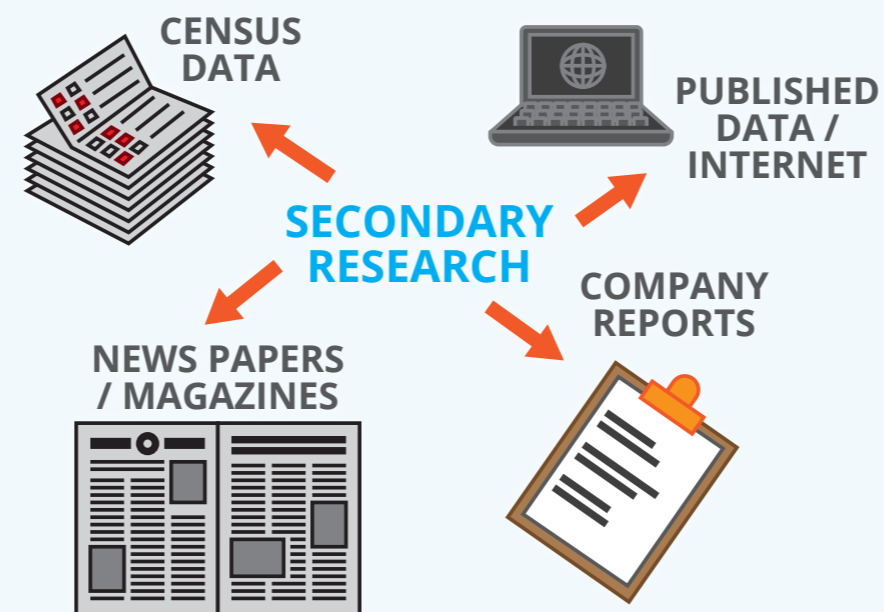 CENSUS
DATA
PUBLISHED
DATA /
INTERNET
SECONDARY
RESEARCH
COMPANY
REPORTS
NEWS PAPERS
/ MAGAZINES